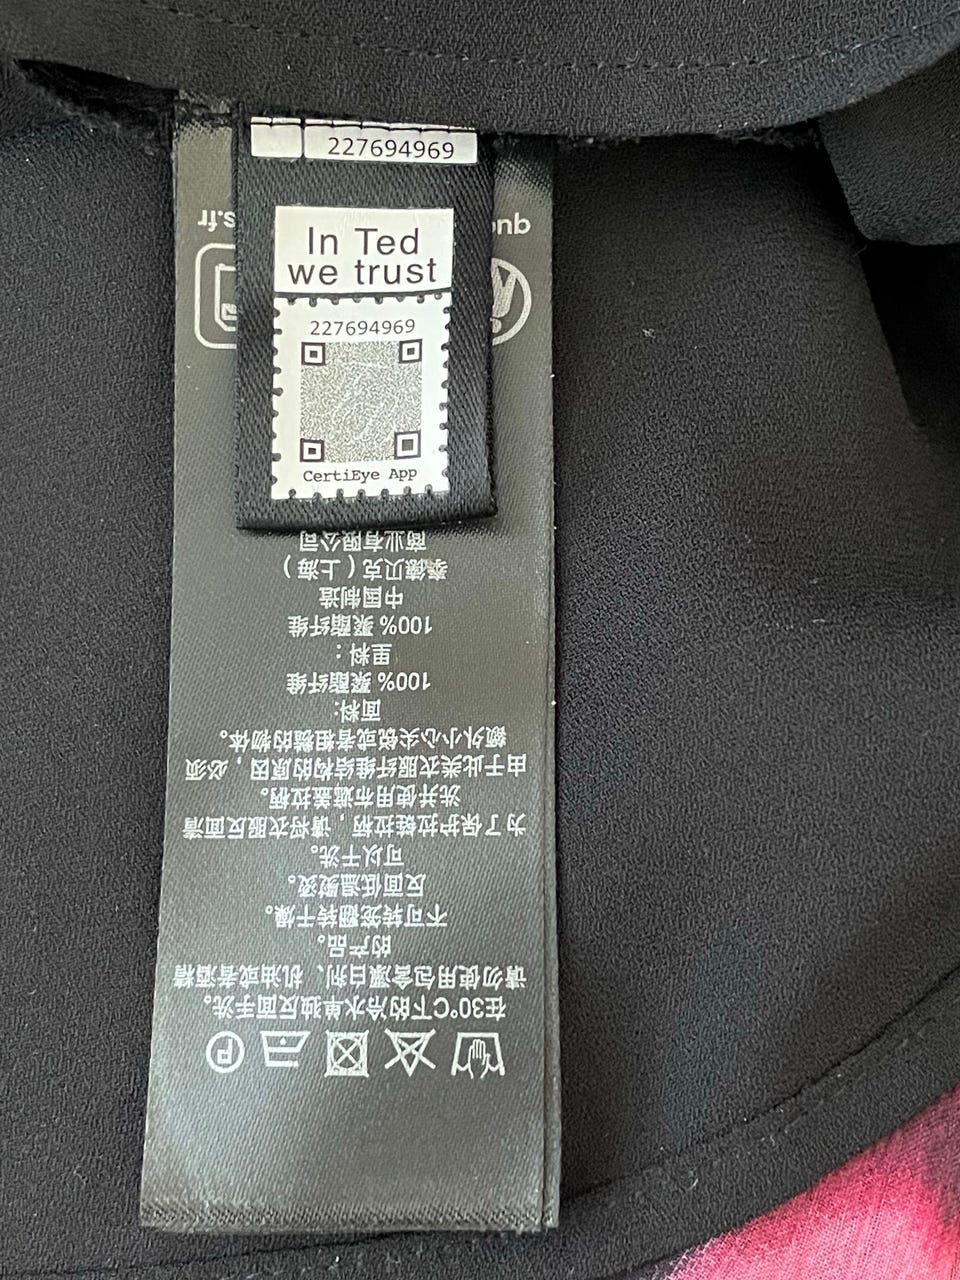 227694969
In Ted
we trust
227694969
CertiEye App
P
在30°C下的冷水单独反面手洗。
请勿使用包含漂白剂、机油或者酒精
的产品。
不可转笼翻转干燥。
反面低温熨烫。
可以干洗。
为了保护拉链拉柄，请将衣服反面清
洗并使用布遮盖拉柄。
由于此类衣服纤维结构的原因，必须
额外小心尖锐或者粗糙的物体。
面料:
100% 聚酯纤维
里料：
100% 聚酯纤维
中国制造
泰德贝克（上海）
商业有限公司